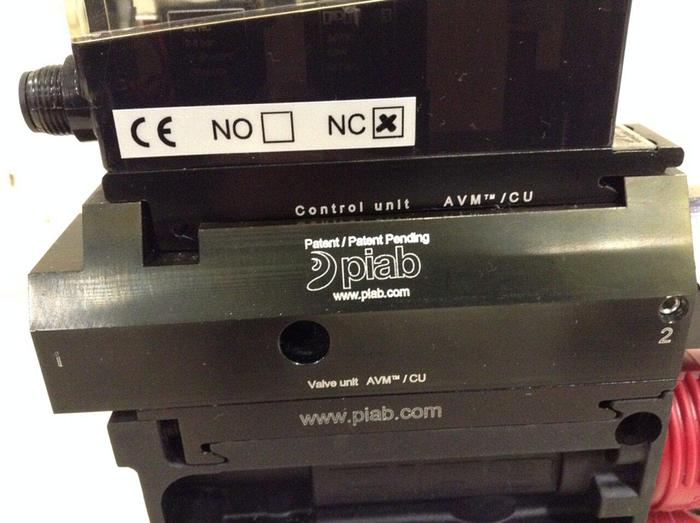 CE NO NC
Control unit AVM™/CU
Patent / Patent Pending
piab
www.piab.com
2
1
Valve unit AVM™/CU
www.piab.com